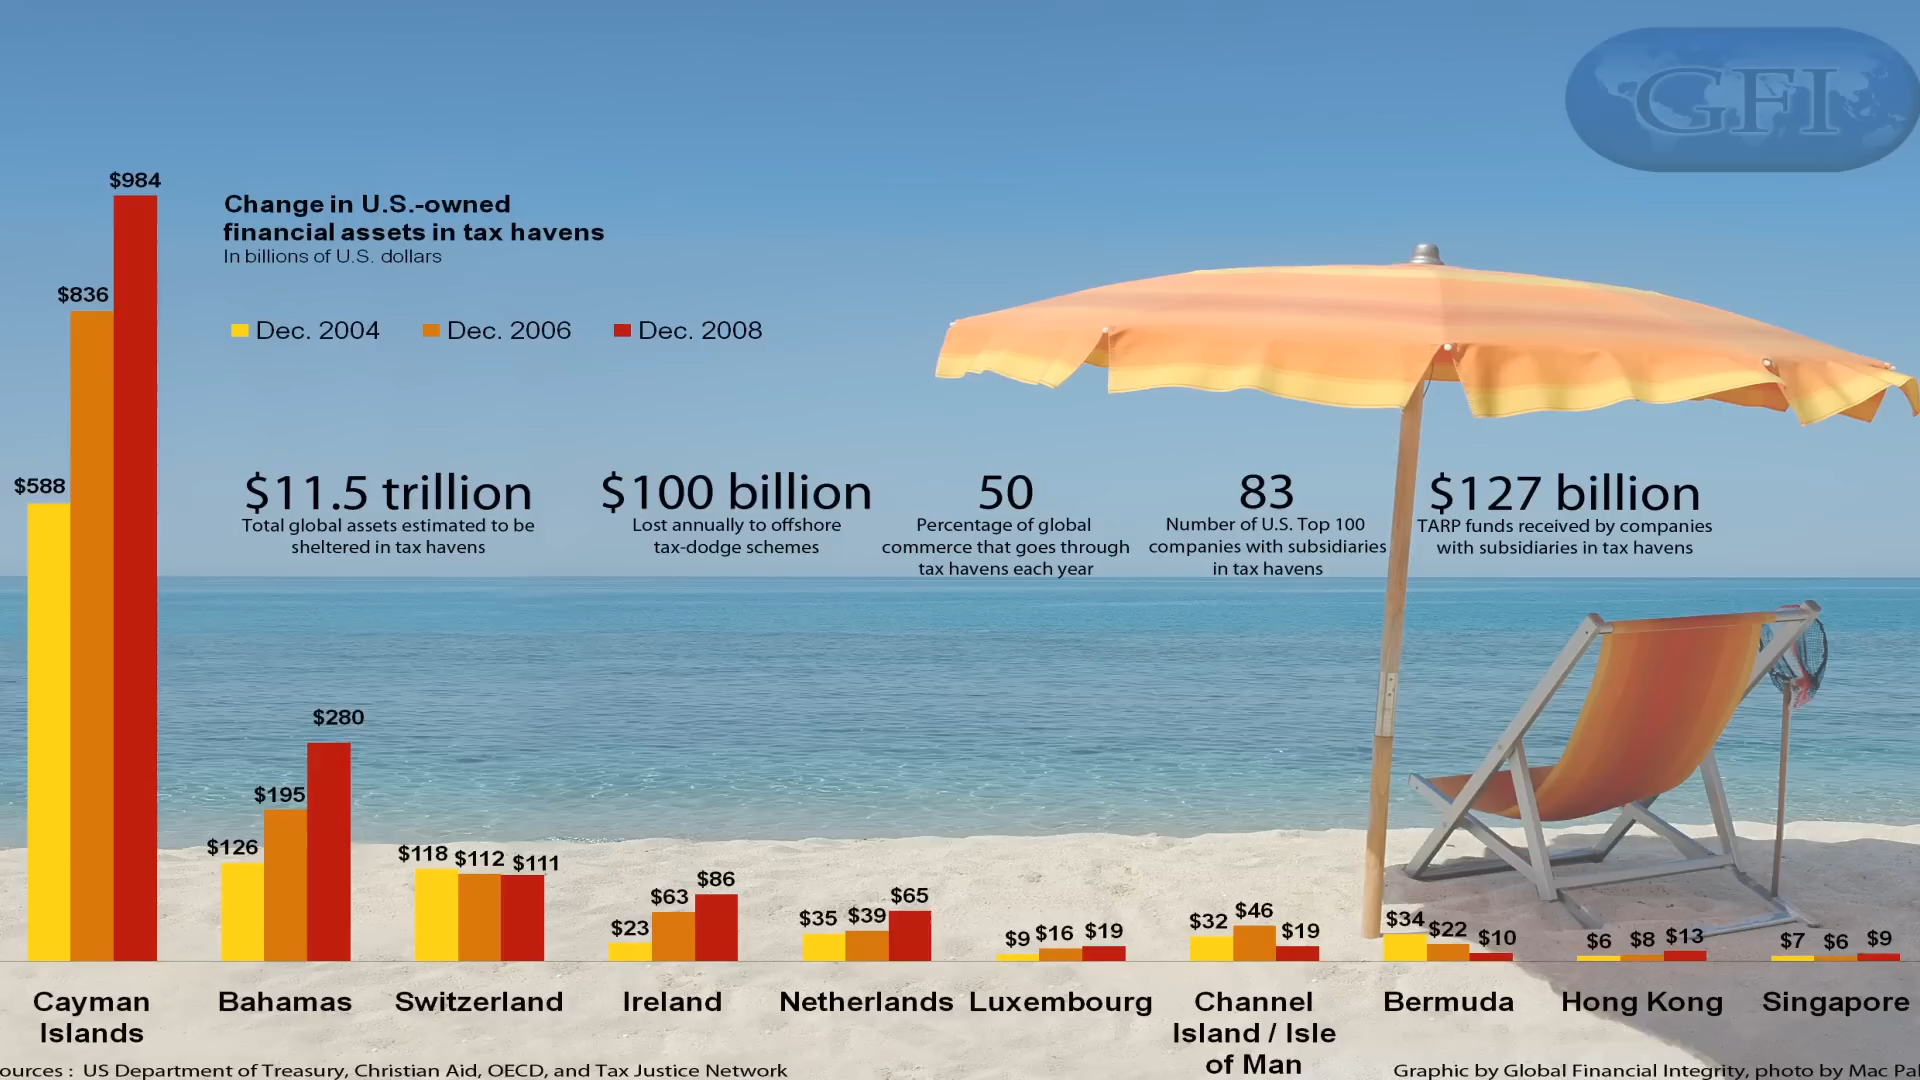 GFI
$984
$836
$588
Change in U.S.-owned
financial assets in tax havens
In billions of U.S. dollars
Dec. 2004 Dec. 2006 Dec. 2008
$11.5 trillion
Total global assets estimated to be
sheltered in tax havens
$100 billion
Lost annually to offshore
tax-dodge schemes
50
Percentage of global
commerce that goes through
tax havens each year
83
Number of U.S. Top 100
companies with subsidiaries
in tax havens
$127 billion
TARP funds received by companies
with subsidiaries in tax havens
$126 $195 $280
$118 $112 $111
$23 $63 $86
$35 $39 $65
$9 $16 $19
$32 $46 $19
$34 $22 $10
$6 $8 $13
$7 $6 $9
Cayman
Islands
Bahamas
Switzerland
Ireland
Netherlands
Luxembourg
Channel
Island / Isle
of Man
Bermuda
Hong Kong
Singapore
ources : US Department of Treasury, Christian Aid, OECD, and Tax Justice Network
Graphic by Global Financial Integrity, photo by Mac Pal